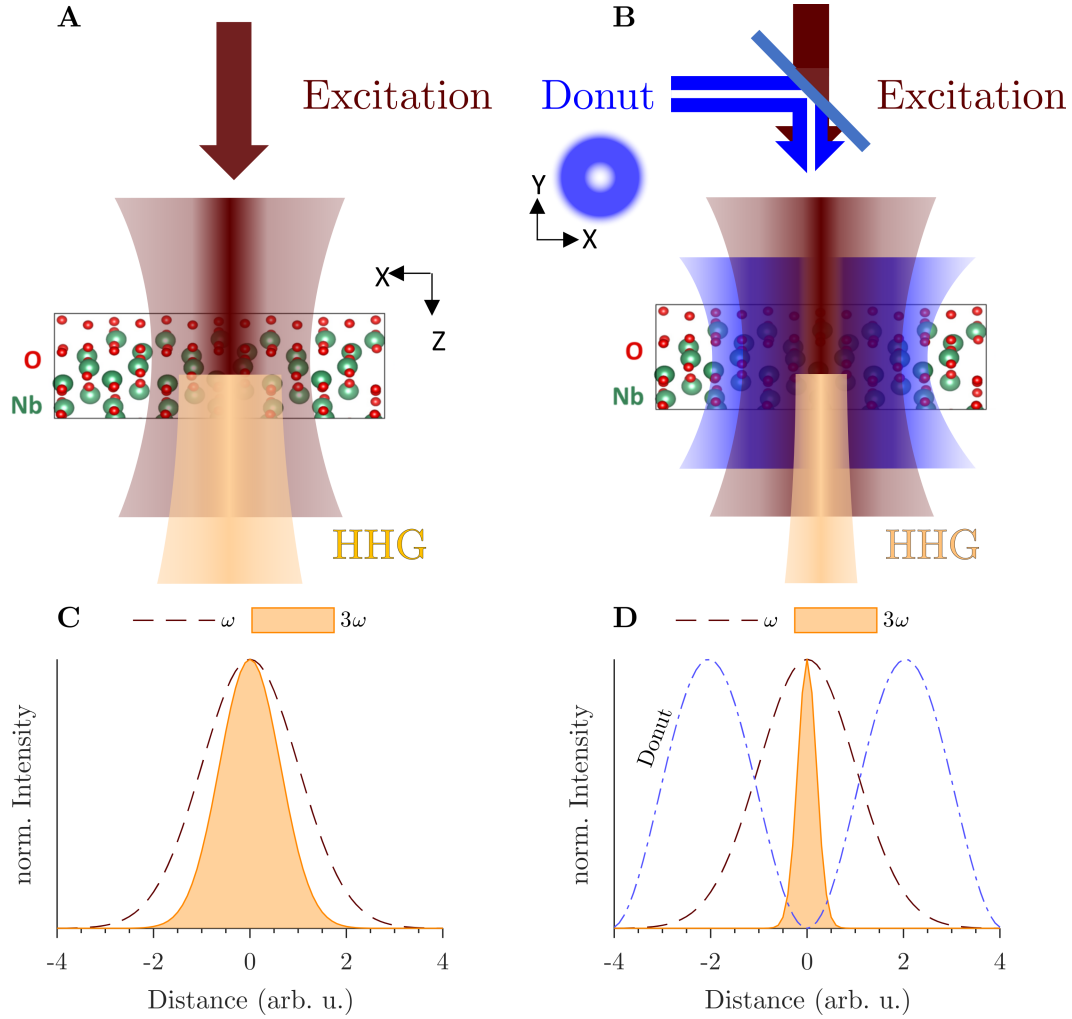 A
Excitation
X
Z
O
Nb
HHG
B
Donut
Excitation
Y
X
O
Nb
HHG
C
ω
3ω
norm. Intensity
-4
-2
0
2
4
Distance (arb. u.)
D
ω
3ω
norm. Intensity
Donut
-4
-2
0
2
4
Distance (arb. u.)